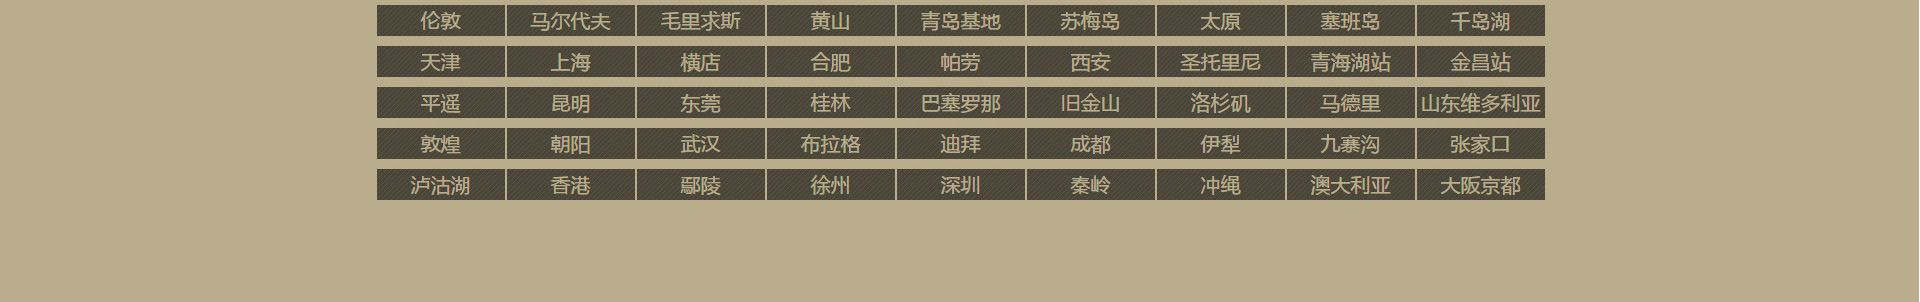 伦敦 马尔代夫 毛里求斯 黄山 青岛基地 苏梅岛 太原 塞班岛 千岛湖
天津 上海 横店 合肥 帕劳 西安 圣托里尼 青海湖站 金昌站
平遥 昆明 东莞 桂林 巴塞罗那 旧金山 洛杉矶 马德里 山东维多利亚
敦煌 朝阳 武汉 布拉格 迪拜 成都 伊犁 九寨沟 张家口
泸沽湖 香港 鄢陵 徐州 深圳 秦岭 冲绳 澳大利亚 大阪京都